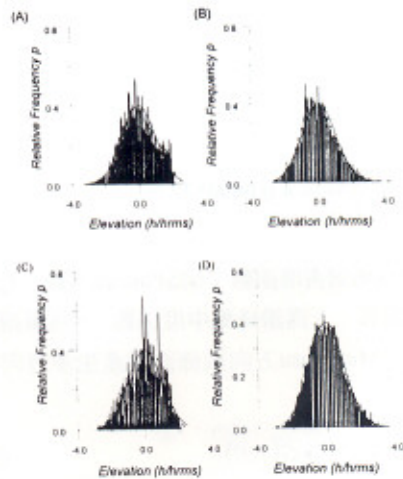 (A)
(B)
0.8
0.8
Relative Frequency p
Relative Frequency p
0.4
0.4
0.0
0.0
-4.0 0.0 4.0
-4.0 0.0 4.0
Elevation (h/hrms)
Elevation (h/hrms)
(C)
(D)
0.8
0.6
Relative Frequency p
Relative Frequency p
0.4
0.4
0.2
0.0
0.0
-4.0 0.0 4.0
-4.0 0.0 4.0
Elevation (h/hrms)
Elevation (h/hrms)